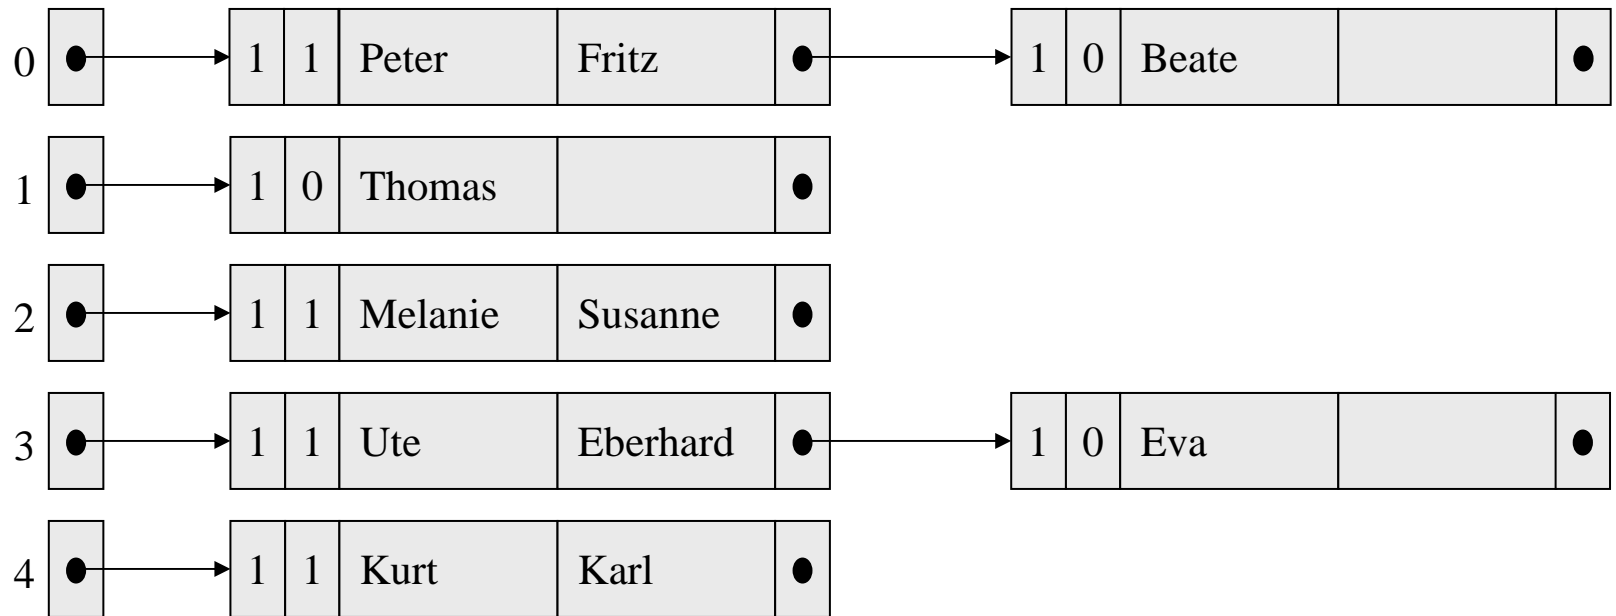 0 1 1 Peter Fritz 1 0 Beate
1 1 0 Thomas
2 1 1 Melanie Susanne
3 1 1 Ute Eberhard 1 0 Eva
4 1 1 Kurt Karl